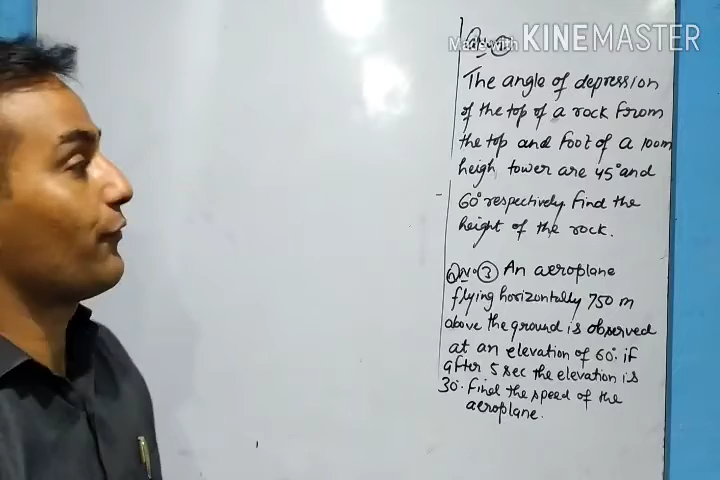 Made with KINEMASTER
The angle of depression
of the top of a rock from
the top and foot of a 100m
heigh tower are 45° and
60° respectively find the
height of the rock.
Q.N. ③ An aeroplane
flying horizontally 750 m
above the ground is observed
at an elevation of 60°. if
after 5 sec the elevation is
30°. Find the speed of the
aeroplane.